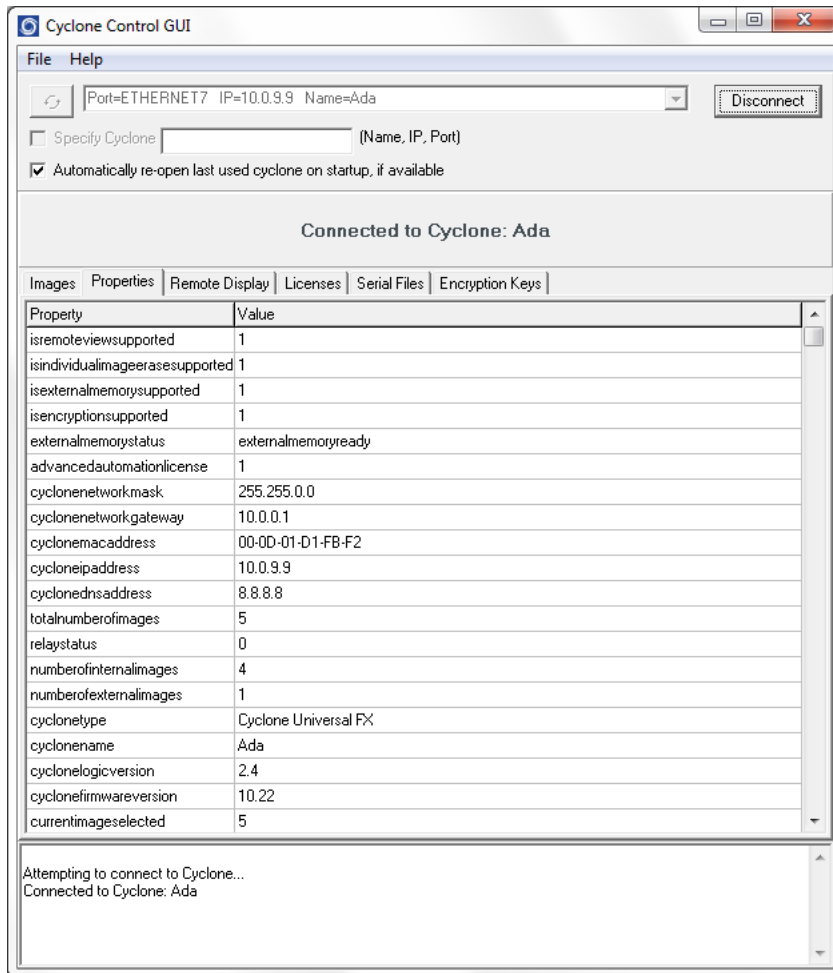 Cyclone Control GUI
File Help
Port=ETHERNET7 IP=10.0.9.9 Name=Ada
Disconnect
Specify Cyclone (Name, IP, Port)
Automatically re-open last used cyclone on startup, if available
Connected to Cyclone: Ada
Images Properties Remote Display Licenses Serial Files Encryption Keys
Property Value
isremoteviewsupported 1
isindividualimageerasesupported 1
isexternalmemorysupported 1
isencryptionsupported 1
externalmemorystatus externalmemoryready
advancedautomationlicense 1
cyclonenetworkmask 255.255.0.0
cyclonenetworkgateway 10.0.0.1
cyclonemacaddress 00-0D-01-D1-FB-F2
cycloneipaddress 10.0.9.9
cyclonednsaddress 8.8.8.8
totalnumberofimages 5
relaystatus 0
numberofinternalimages 4
numberofexternalimages 1
cyclonetype Cyclone Universal FX
cyclonename Ada
cyclonelogicversion 2.4
cyclonefirmwareversion 10.22
currentimageselected 5
Attempting to connect to Cyclone...
Connected to Cyclone: Ada